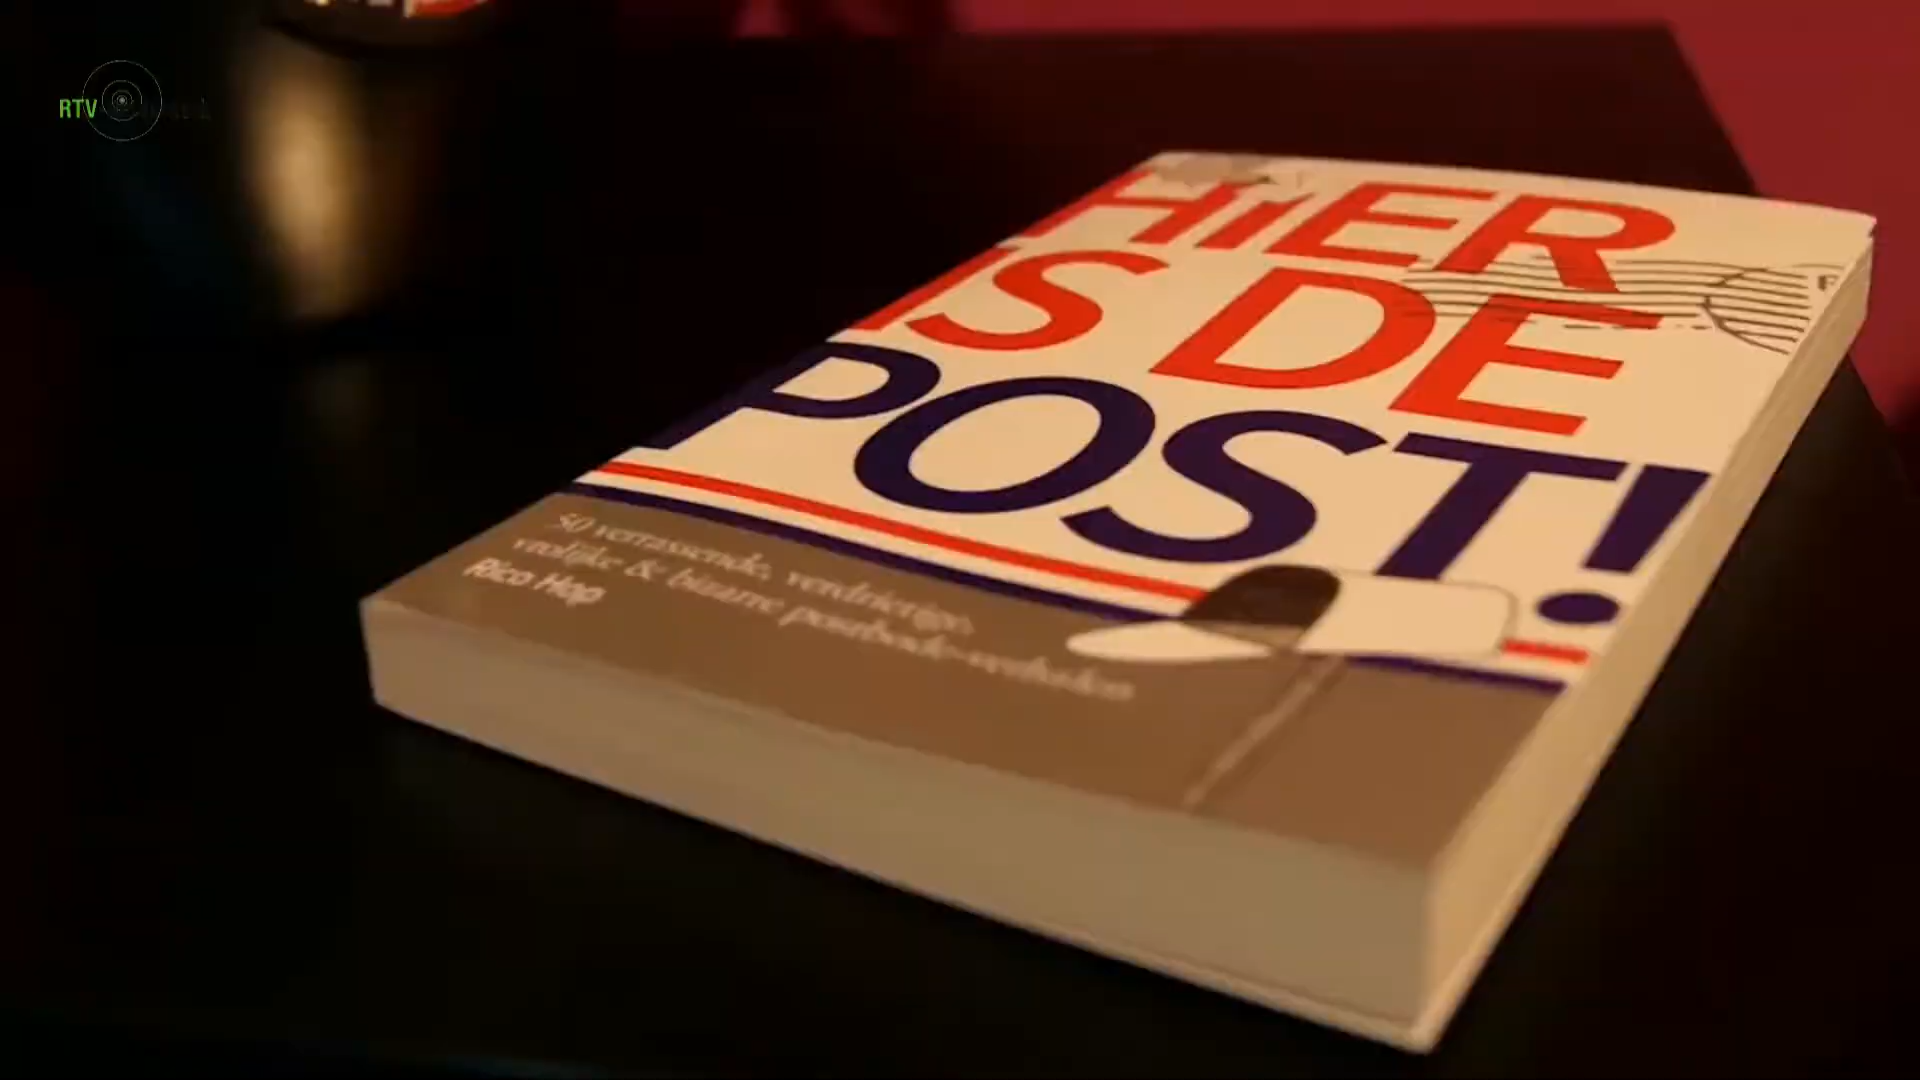 RTV
HIER
IS DE
POST!
50 verrassende, verdrietige,
vrolijke & bizarre postbode-verhalen
Rico Hop